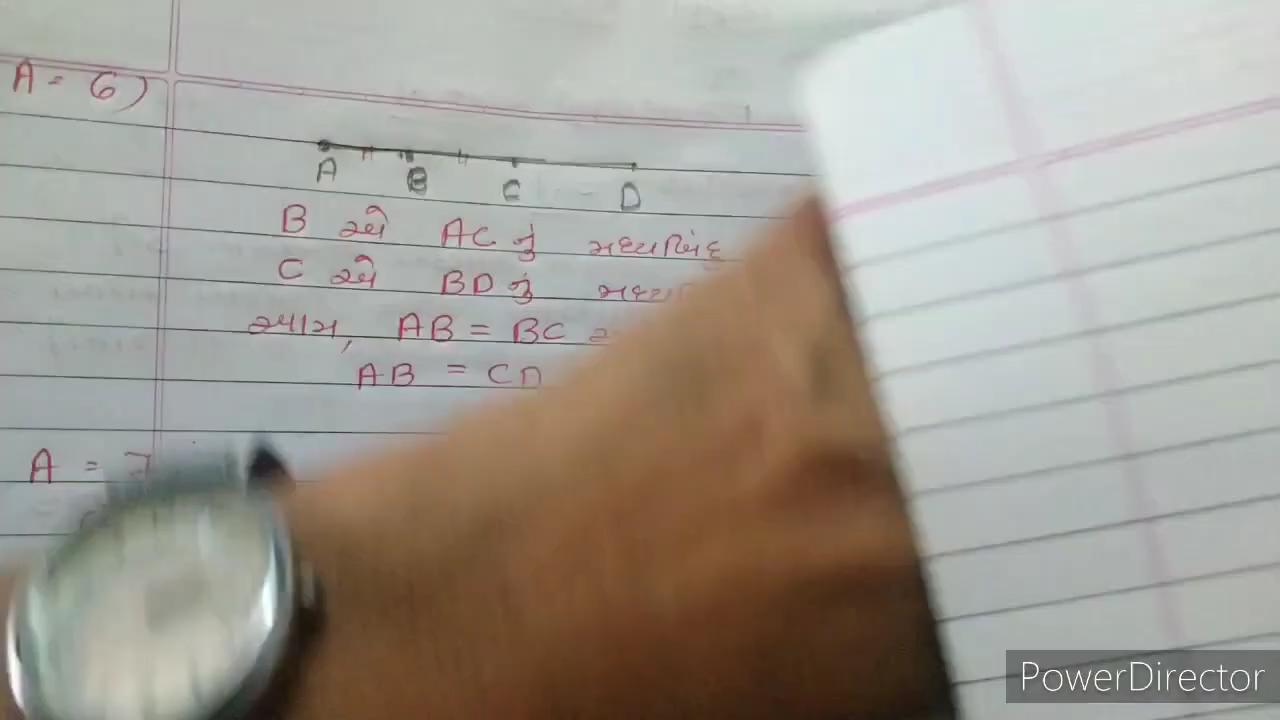 A = 6)
A B C D
B એ AC નું મધ્યબિંદુ
C એ BD નું
આમ, AB = BC
AB = CD
A = 7
PowerDirector